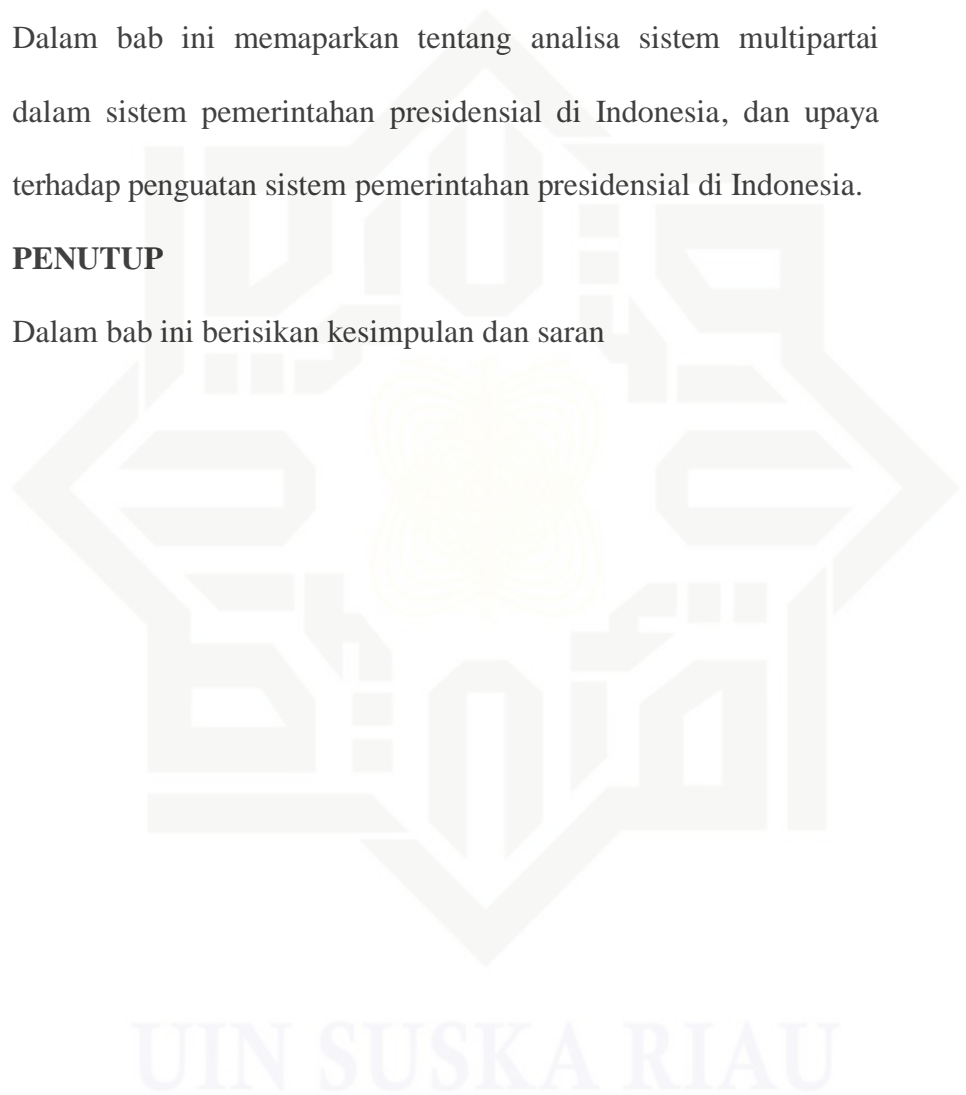 Dalam bab ini memaparkan tentang analisa sistem multipartai
dalam sistem pemerintahan presidensial di Indonesia, dan upaya
terhadap penguatan sistem pemerintahan presidensial di Indonesia.
PENUTUP
Dalam bab ini berisikan kesimpulan dan saran
UIN SUSKA RIAU